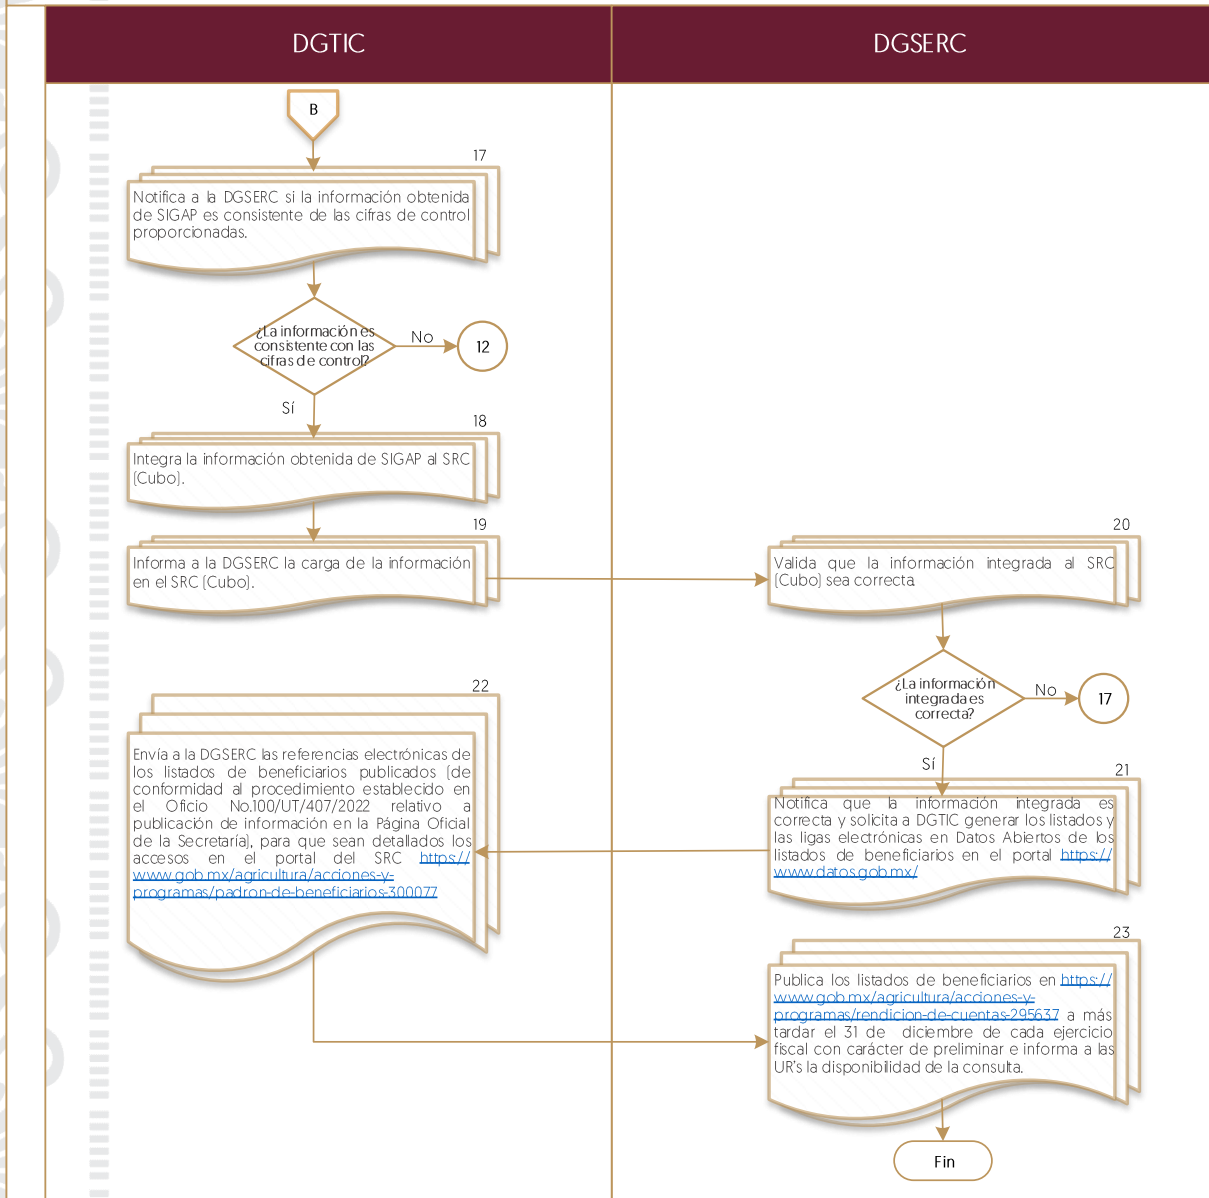 DGTIC
DGSERC
B
17
Notifica a la DGSERC si la información obtenida
de SIGAP es consistente de las cifras de control
proporcionadas.
¿La información es
consistente con las
cifras de control?
No
12
Sí
18
Integra la información obtenida de SIGAP al SRC
(Cubo).
19
Informa a la DGSERC la carga de la información
en el SRC (Cubo).
20
Valida que la información integrada al SRC
(Cubo) sea correcta.
¿La información
integrada es
correcta?
No
17
Sí
21
Notifica que la información integrada es
correcta y solicita a DGTIC generar los listados y
las ligas electrónicas en Datos Abiertos de los
listados de beneficiarios en el portal https://
www.datos.gob.mx/
22
Envía a la DGSERC las referencias electrónicas de
los listados de beneficiarios publicados (de
conformidad al procedimiento establecido en
el Oficio No.100/UT/407/2022 relativo a
publicación de información en la Página Oficial
de la Secretaría), para que sean detallados los
accesos en el portal del SRC https://
www.gob.mx/agricultura/acciones-y-
programas/padron-de-beneficiarios-300077
23
Publica los listados de beneficiarios en https://
www.gob.mx/agricultura/acciones-y-
programas/rendicion-de-cuentas-295637 a más
tardar el 31 de diciembre de cada ejercicio
fiscal con carácter de preliminar e informa a las
UR's la disponibilidad de la consulta.
Fin